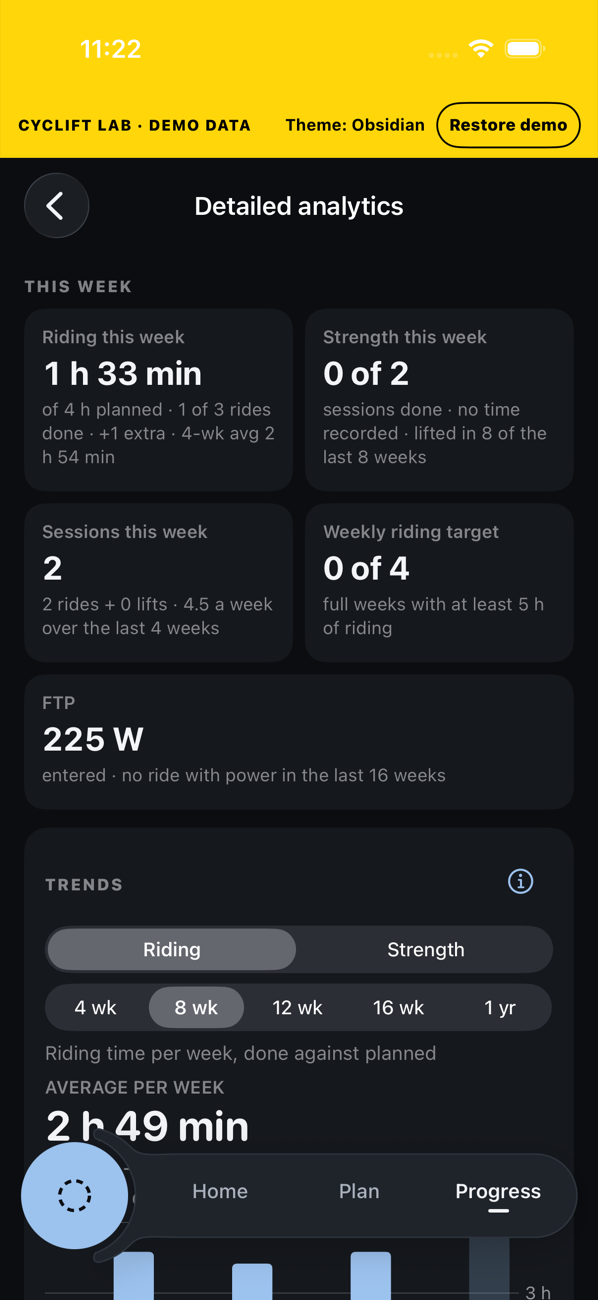 11:22
CYCLIFT LAB · DEMO DATA
Theme: Obsidian
Restore demo
Detailed analytics
THIS WEEK
Riding this week
1 h 33 min
of 4 h planned · 1 of 3 rides
done · +1 extra · 4-wk avg 2
h 54 min
Strength this week
0 of 2
sessions done · no time
recorded · lifted in 8 of the
last 8 weeks
Sessions this week
2
2 rides + 0 lifts · 4.5 a week
over the last 4 weeks
Weekly riding target
0 of 4
full weeks with at least 5 h
of riding
FTP
225 W
entered · no ride with power in the last 16 weeks
TRENDS
Riding
Strength
4 wk
8 wk
12 wk
16 wk
1 yr
Riding time per week, done against planned
AVERAGE PER WEEK
2 h 49 min
Home
Plan
Progress
3 h